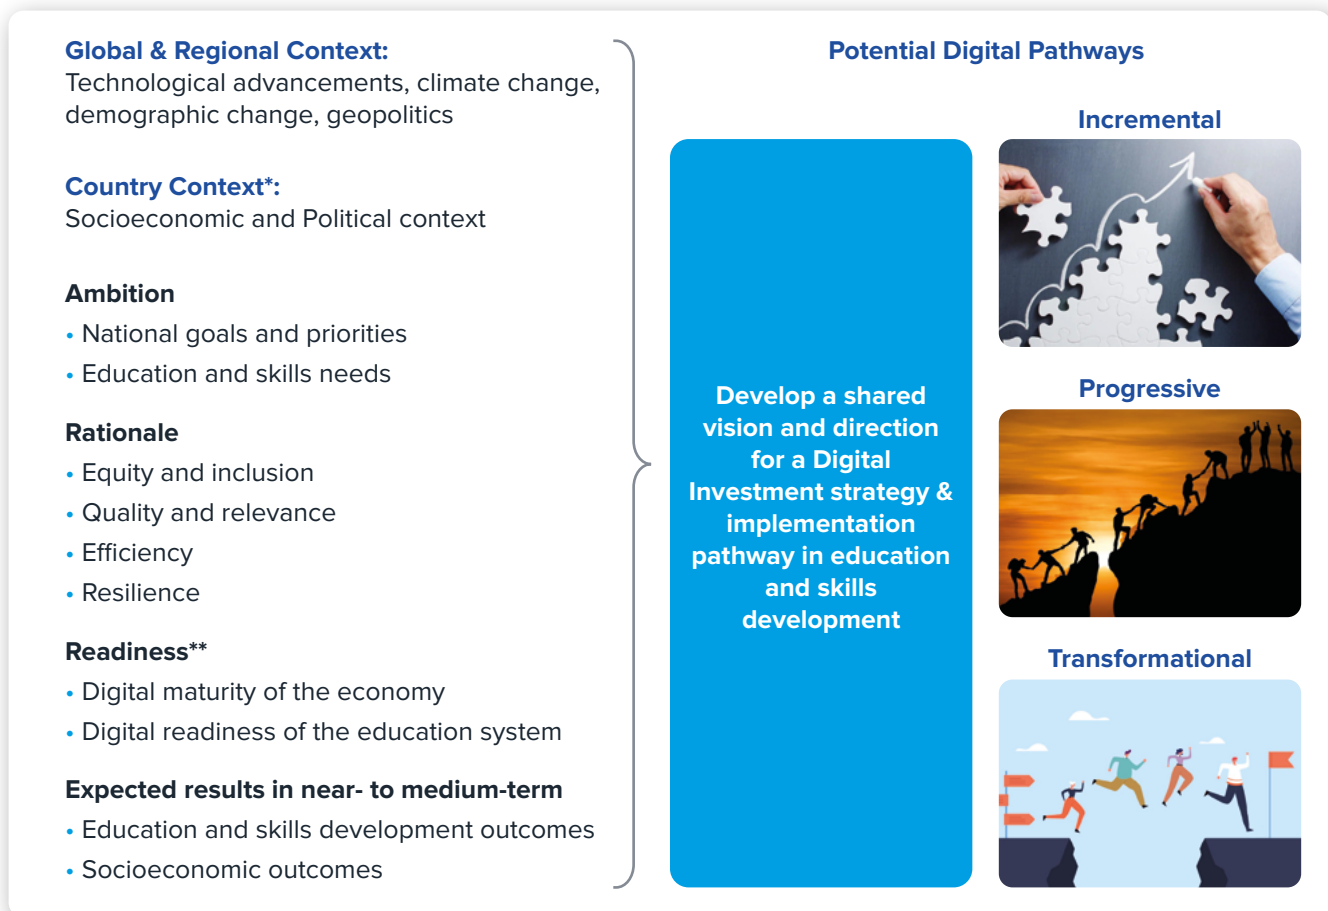 Global & Regional Context:
Technological advancements, climate change,
demographic change, geopolitics
Country Context*:
Socioeconomic and Political context
Ambition
• National goals and priorities
• Education and skills needs
Rationale
• Equity and inclusion
• Quality and relevance
• Efficiency
• Resilience
Readiness**
• Digital maturity of the economy
• Digital readiness of the education system
Expected results in near- to medium-term
• Education and skills development outcomes
• Socioeconomic outcomes
Potential Digital Pathways
Develop a shared
vision and direction
for a Digital
Investment strategy &
implementation
pathway in education
and skills
development
Incremental
Progressive
Transformational